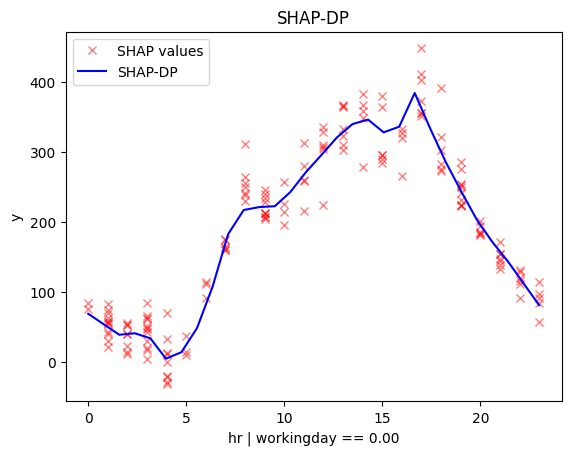 SHAP-DP
SHAP values
SHAP-DP
400
300
200
100
0
y
0 5 10 15 20
hr | workingday == 0.00